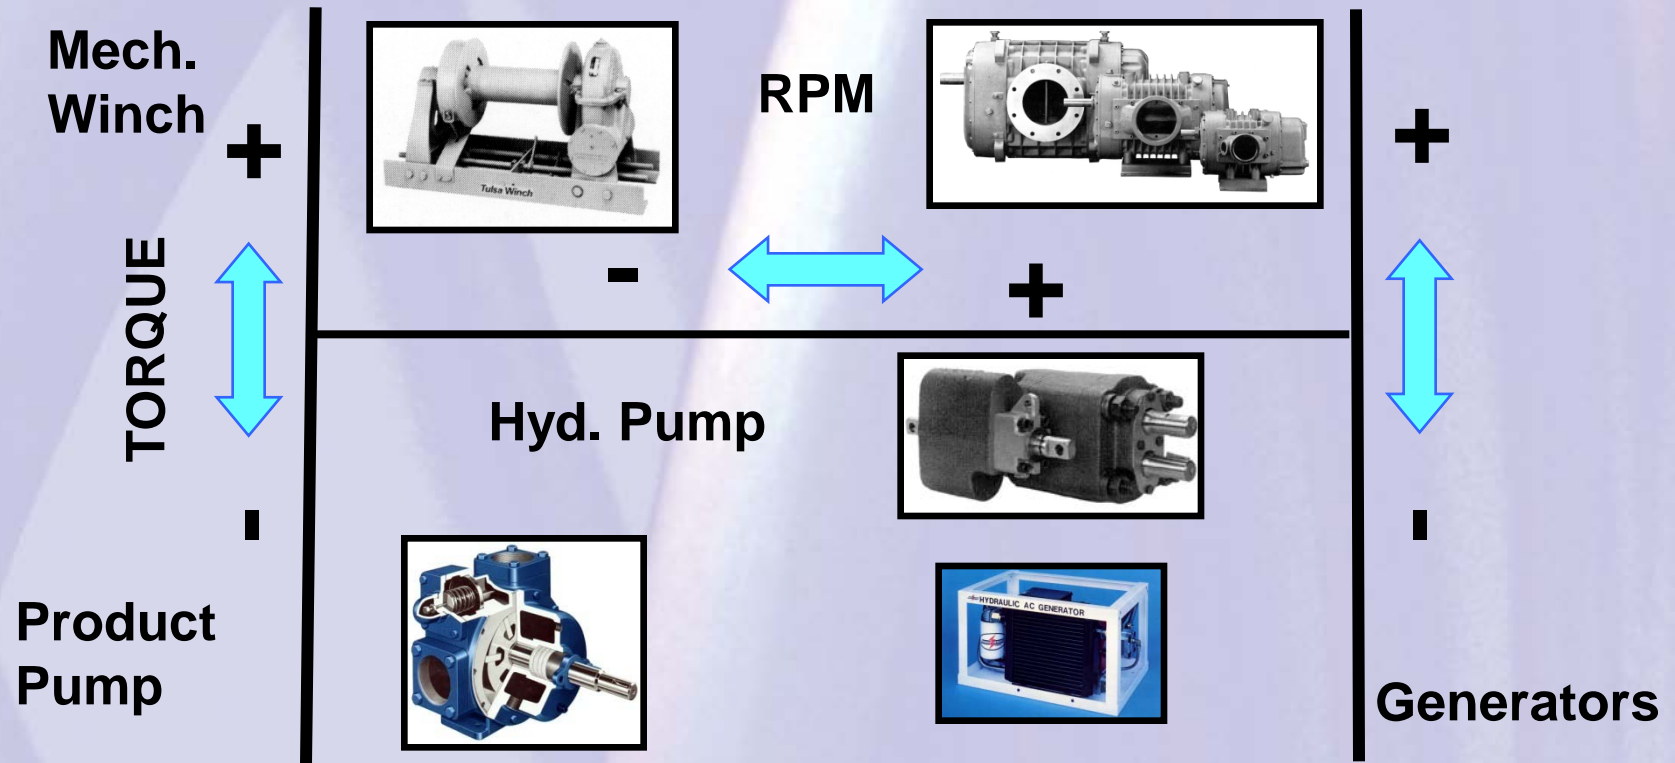 Mech.
Winch
+
Tulsa Winch
RPM
+
TORQUE
-
+
Hyd. Pump
-
-
Product
Pump
HYDRAULIC AC GENERATOR
Generators